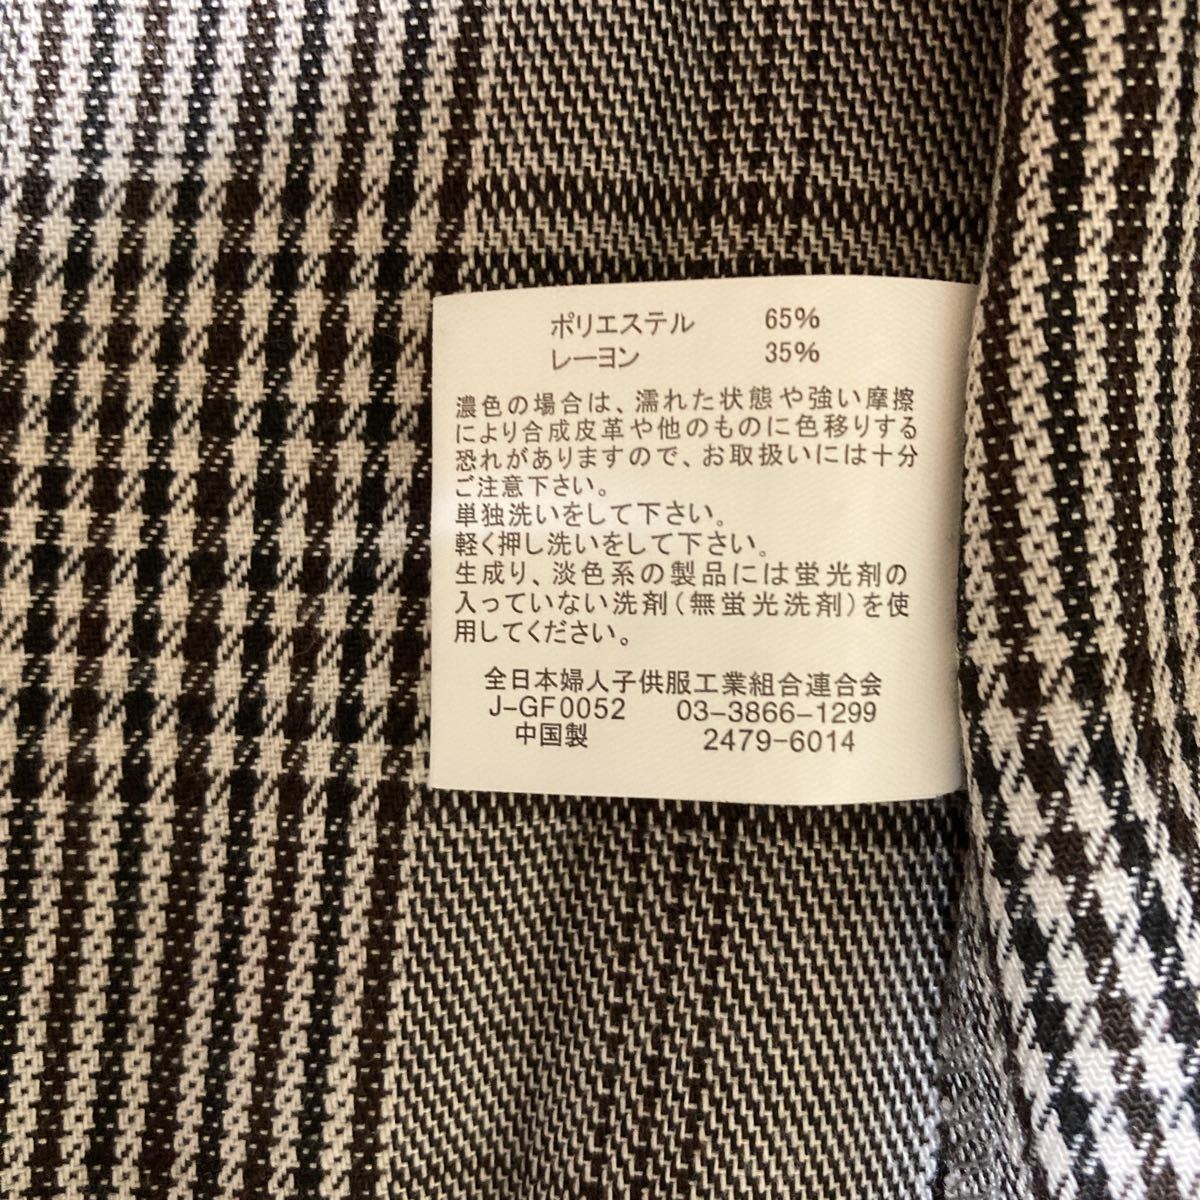 ポリエステル 65%
レーヨン 35%
濃色の場合は、濡れた状態や強い摩擦
により合成皮革や他のものに色移りする
恐れがありますので、お取扱いには十分
ご注意下さい。
単独洗いをして下さい。
軽く押し洗いをして下さい。
生成り、淡色系の製品には蛍光剤の
入っていない洗剤(無蛍光洗剤)を使
用してください。
全日本婦人子供服工業組合連合会
J-GF0052 03-3866-1299
中国製 2479-6014